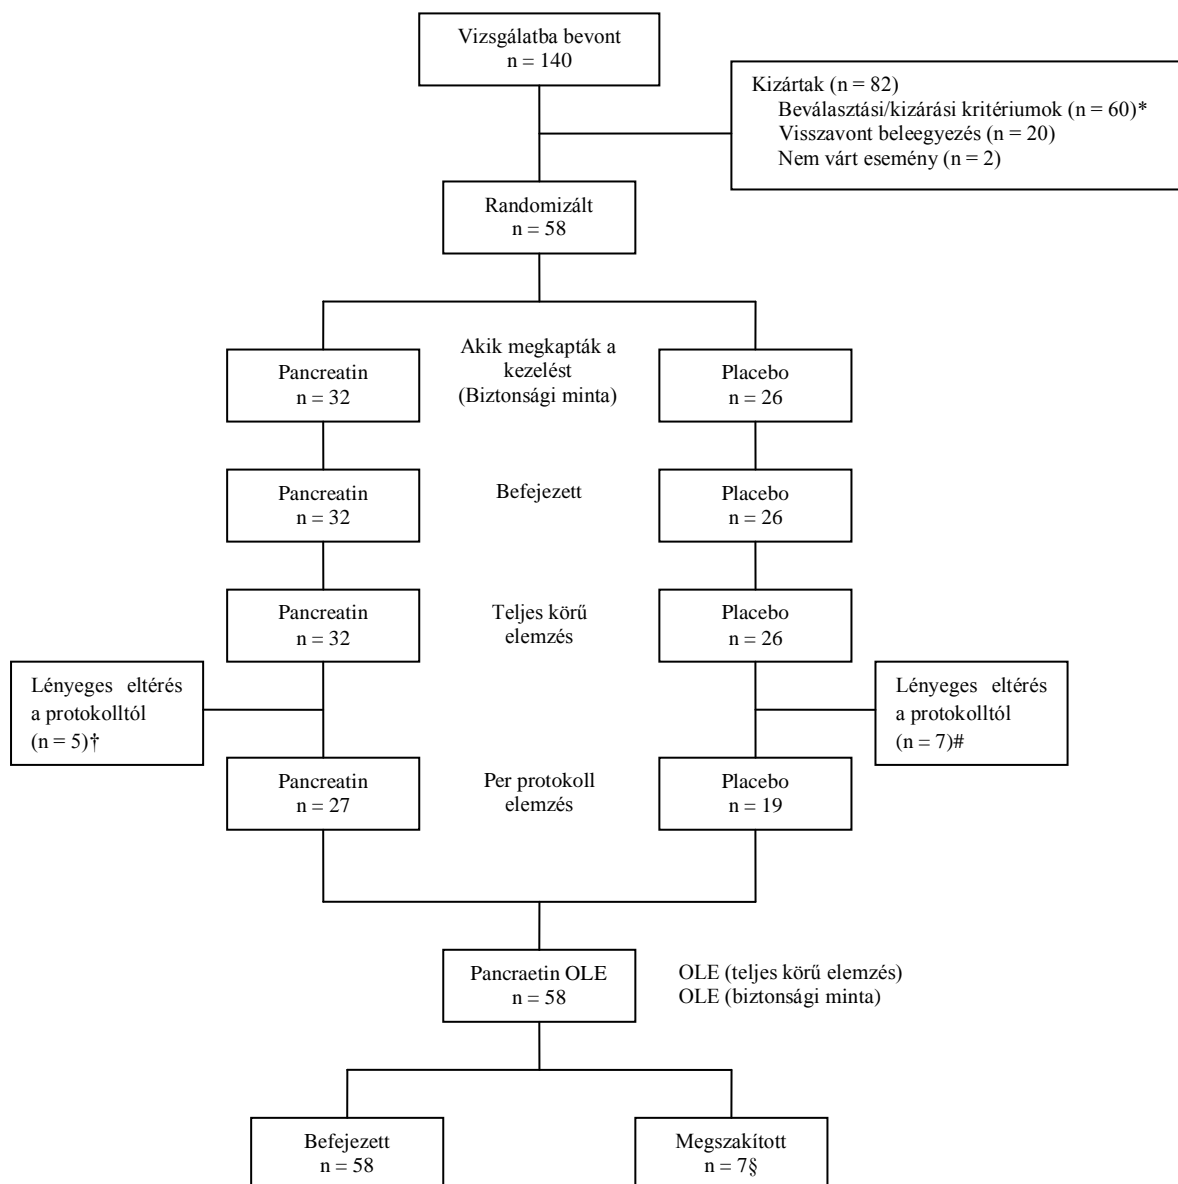 Vizsgálatba bevont
n = 140
Kizártak (n = 82)
Beválasztási/kizárási kritériumok (n = 60)*
Visszavont beleegyezés (n = 20)
Nem várt esemény (n = 2)
Randomizált
n = 58
Pancreatin
n = 32
Akik megkapták a
kezelést
(Biztonsági minta)
Placebo
n = 26
Pancreatin
n = 32
Befejezett
Placebo
n = 26
Pancreatin
n = 32
Teljes körű
elemzés
Placebo
n = 26
Lényeges eltérés
a protokolltól
(n = 5)†
Lényeges eltérés
a protokolltól
(n = 7)#
Pancreatin
n = 27
Per protokoll
elemzés
Placebo
n = 19
Pancraetin OLE
n = 58
OLE (teljes körű elemzés)
OLE (biztonsági minta)
Befejezett
n = 58
Megszakított
n = 7§